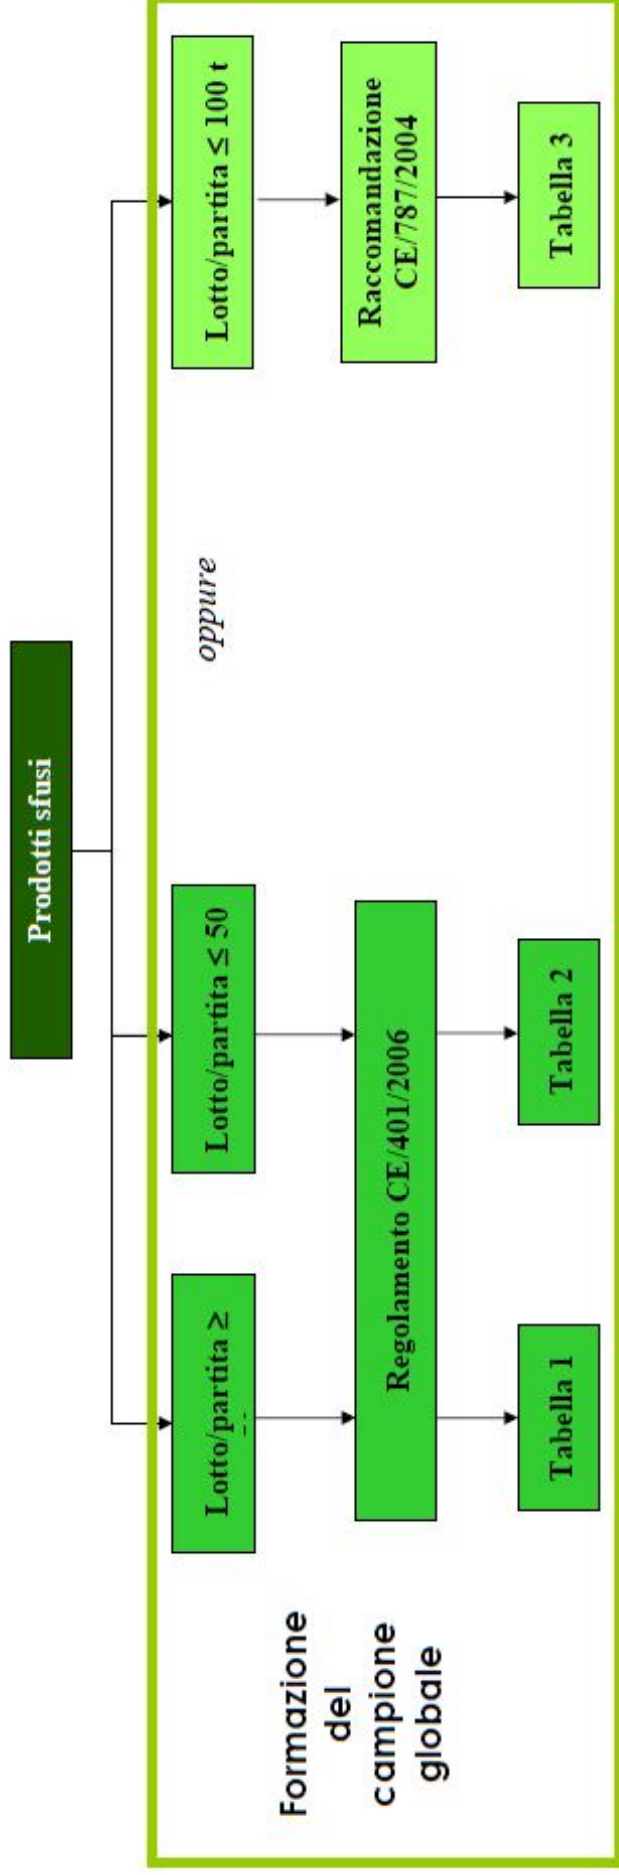 Prodotti sfusi
Lotto/partita ≥
Lotto/partita ≤ 50
oppure
Lotto/partita ≤ 100 t
Formazione
del
campione
globale
Regolamento CE/401/2006
Raccomandazione
CE/787/2004
Tabella 1
Tabella 2
Tabella 3